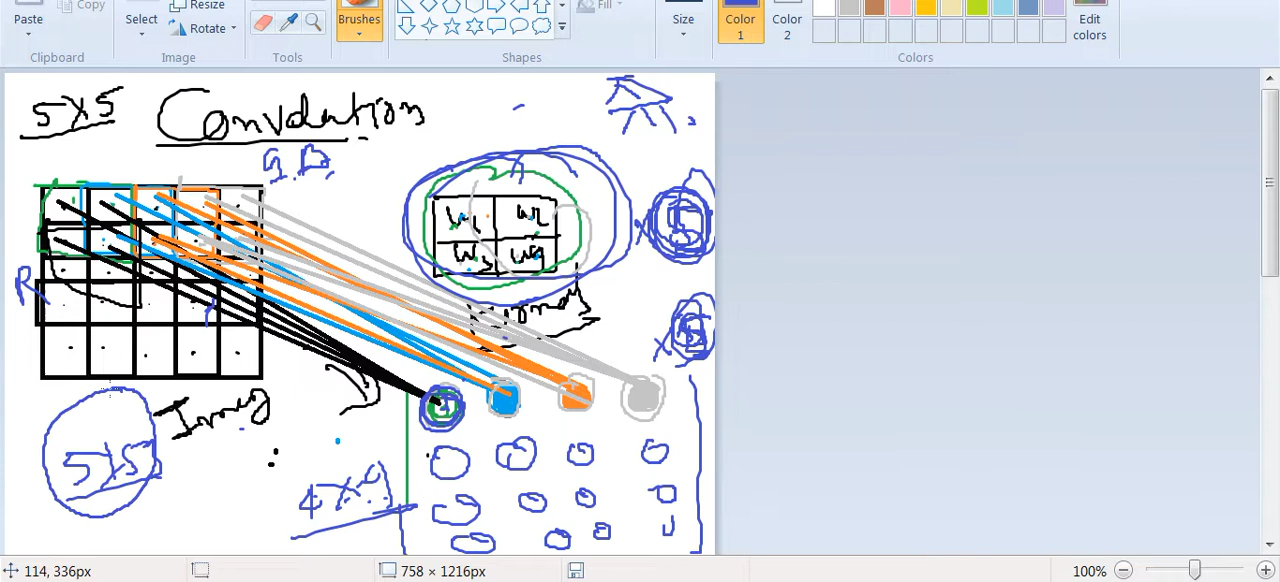 Paste
Copy
Clipboard
Select
Resize
Rotate
Image
Tools
Brushes
Shapes
Fill
Size
Color
1
Color
2
Edit
colors
Colors
5X5 Convolution
W1 W2
W3 W4
R
5X5
Imag
4X4
114, 336px
758 × 1216px
100%